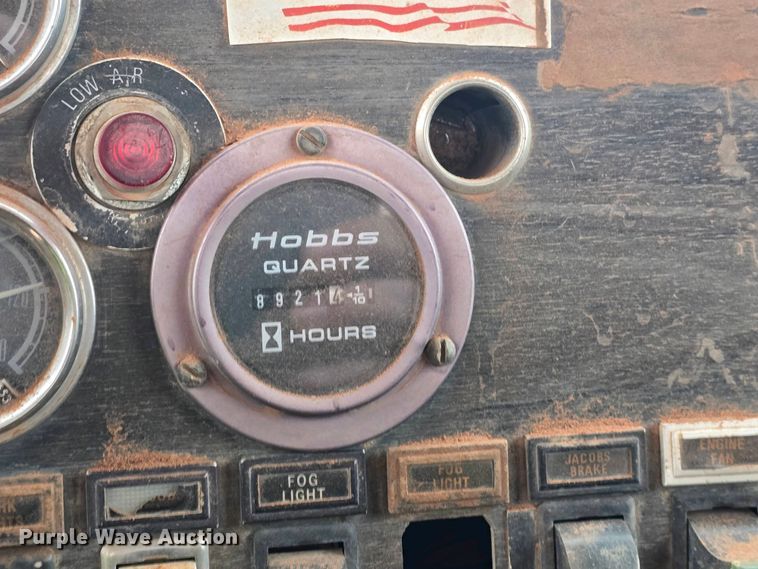 LOW AIR
Hobbs
QUARTZ
8921 1/10
HOURS
FOG LIGHT
FOG LIGHT
JACOBS BRAKE
ENGINE FAN
Purple Wave Auction